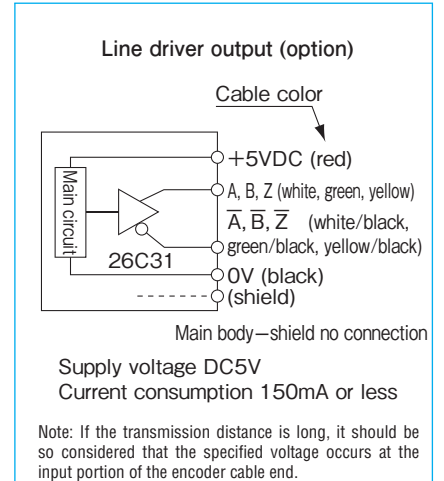 Line driver output (option)
Cable color
+5VDC (red)
A, B, Z (white, green, yellow)
A̅, B̅, Z̅ (white/black,
green/black, yellow/black)
Main circuit
26C31
0V (black)
(shield)
Main body—shield no connection
Supply voltage DC5V
Current consumption 150mA or less
Note: If the transmission distance is long, it should be
so considered that the specified voltage occurs at the
input portion of the encoder cable end.